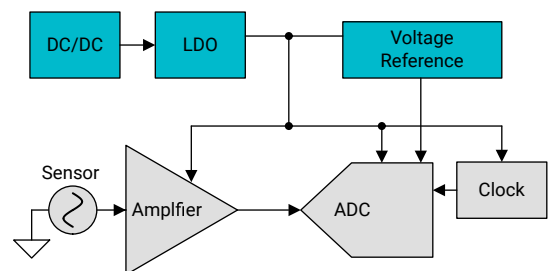 DC/DC
LDO
Voltage
Reference
Sensor
Amplfier
ADC
Clock